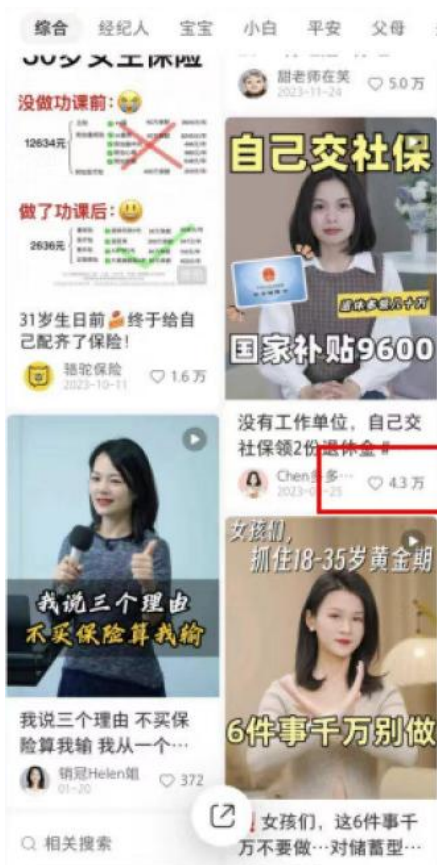 综合 经纪人 宝宝 小白 平安 父母
30岁女生保险
没做功课前：
12634元
做了功课后：
2636元
31岁生日前🍰终于给自
己配齐了保险！
骆驼保险
2023-10-11
1.6万
我说三个理由
不买保险算我输
我说三个理由 不买保
险算我输 我从一个…
销冠Helen姐
01-20
372
相关搜索
甜老师在笑
2023-11-24
5.0万
自己交社保
国家补贴9600
没有工作单位，自己交
社保领2份退休金 #
Chen多多…
4.3万
女孩们，
抓住18-35岁黄金期
6件事千万别做
女孩们，这6件事千
万不要做…对储蓄型…